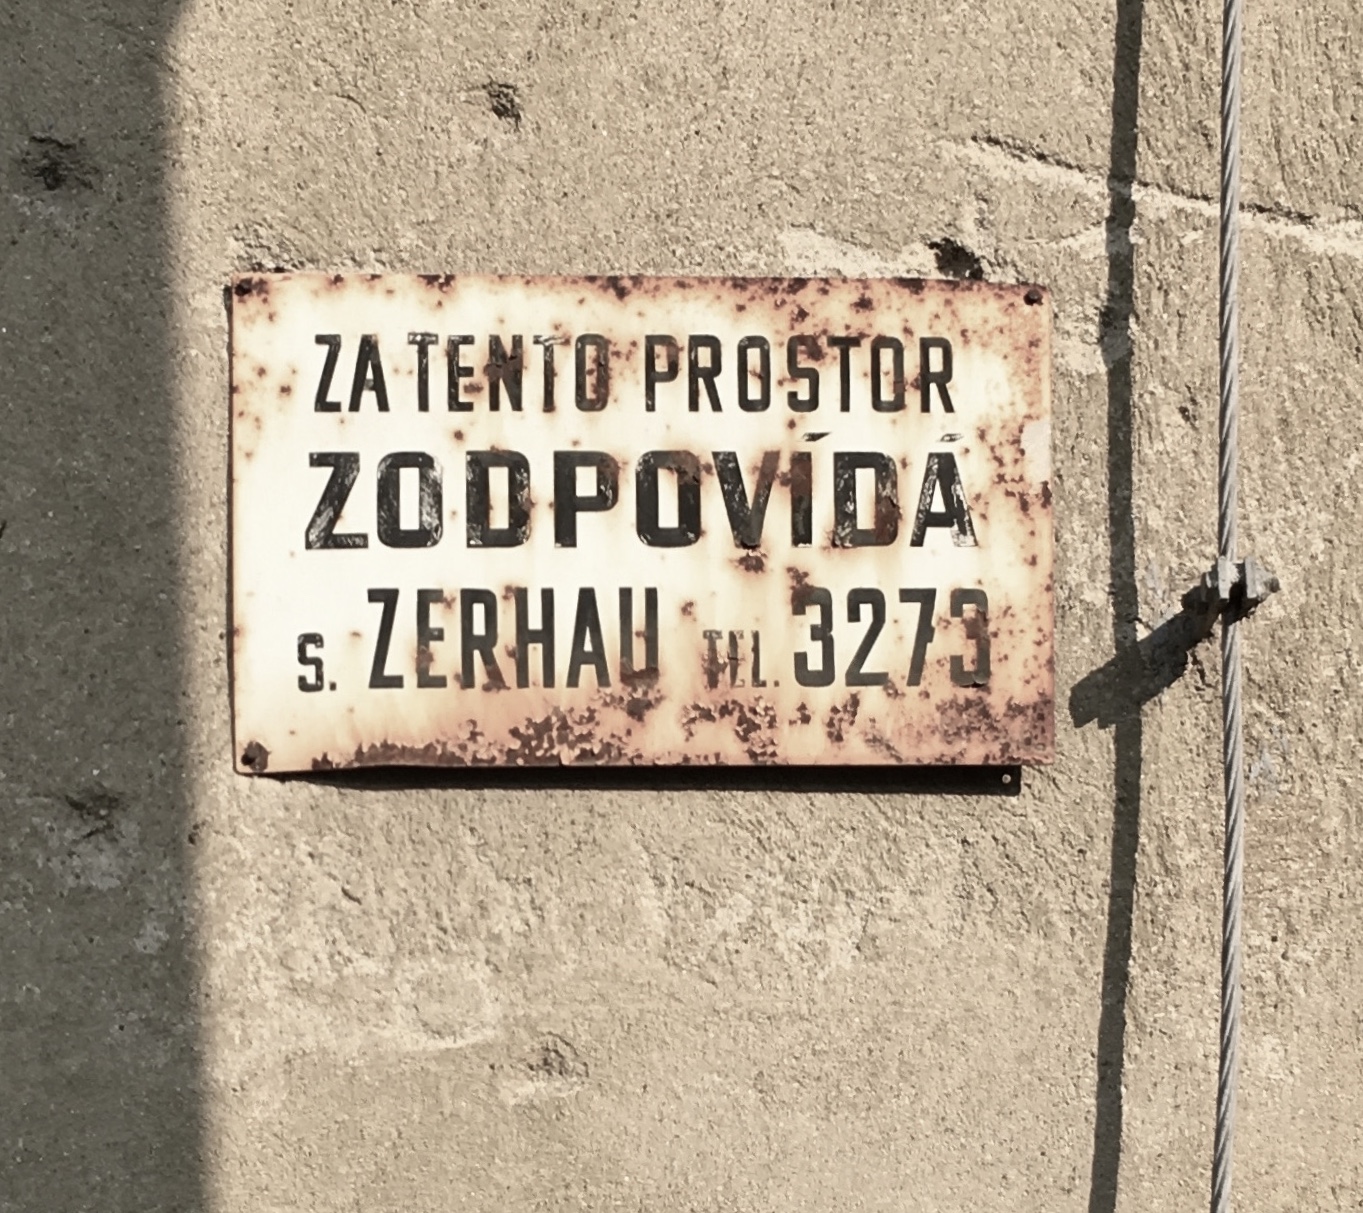 ZA TENTO PROSTOR
ZODPOVÍDÁ
S. ZERHAU TEL. 3273